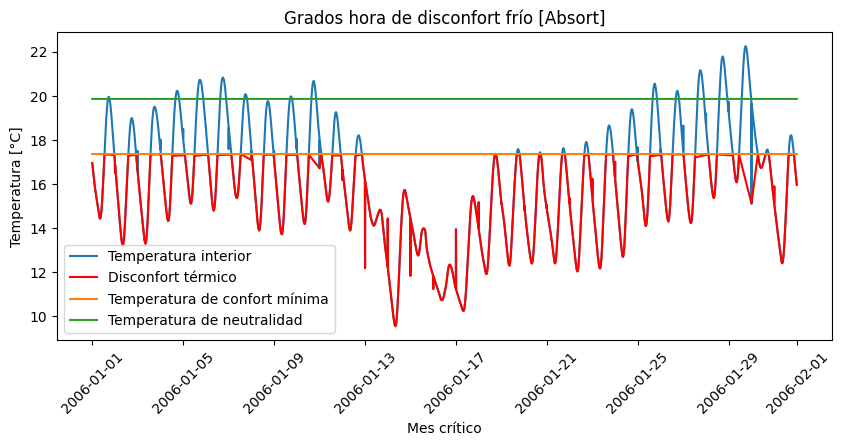 Grados hora de disconfort frío [Absort]
Temperatura [°C]
22
20
18
16
14
12
10
Temperatura interior
Disconfort térmico
Temperatura de confort mínima
Temperatura de neutralidad
2006-01-01
2006-01-05
2006-01-09
2006-01-13
2006-01-17
2006-01-21
2006-01-25
2006-01-29
2006-02-01
Mes crítico